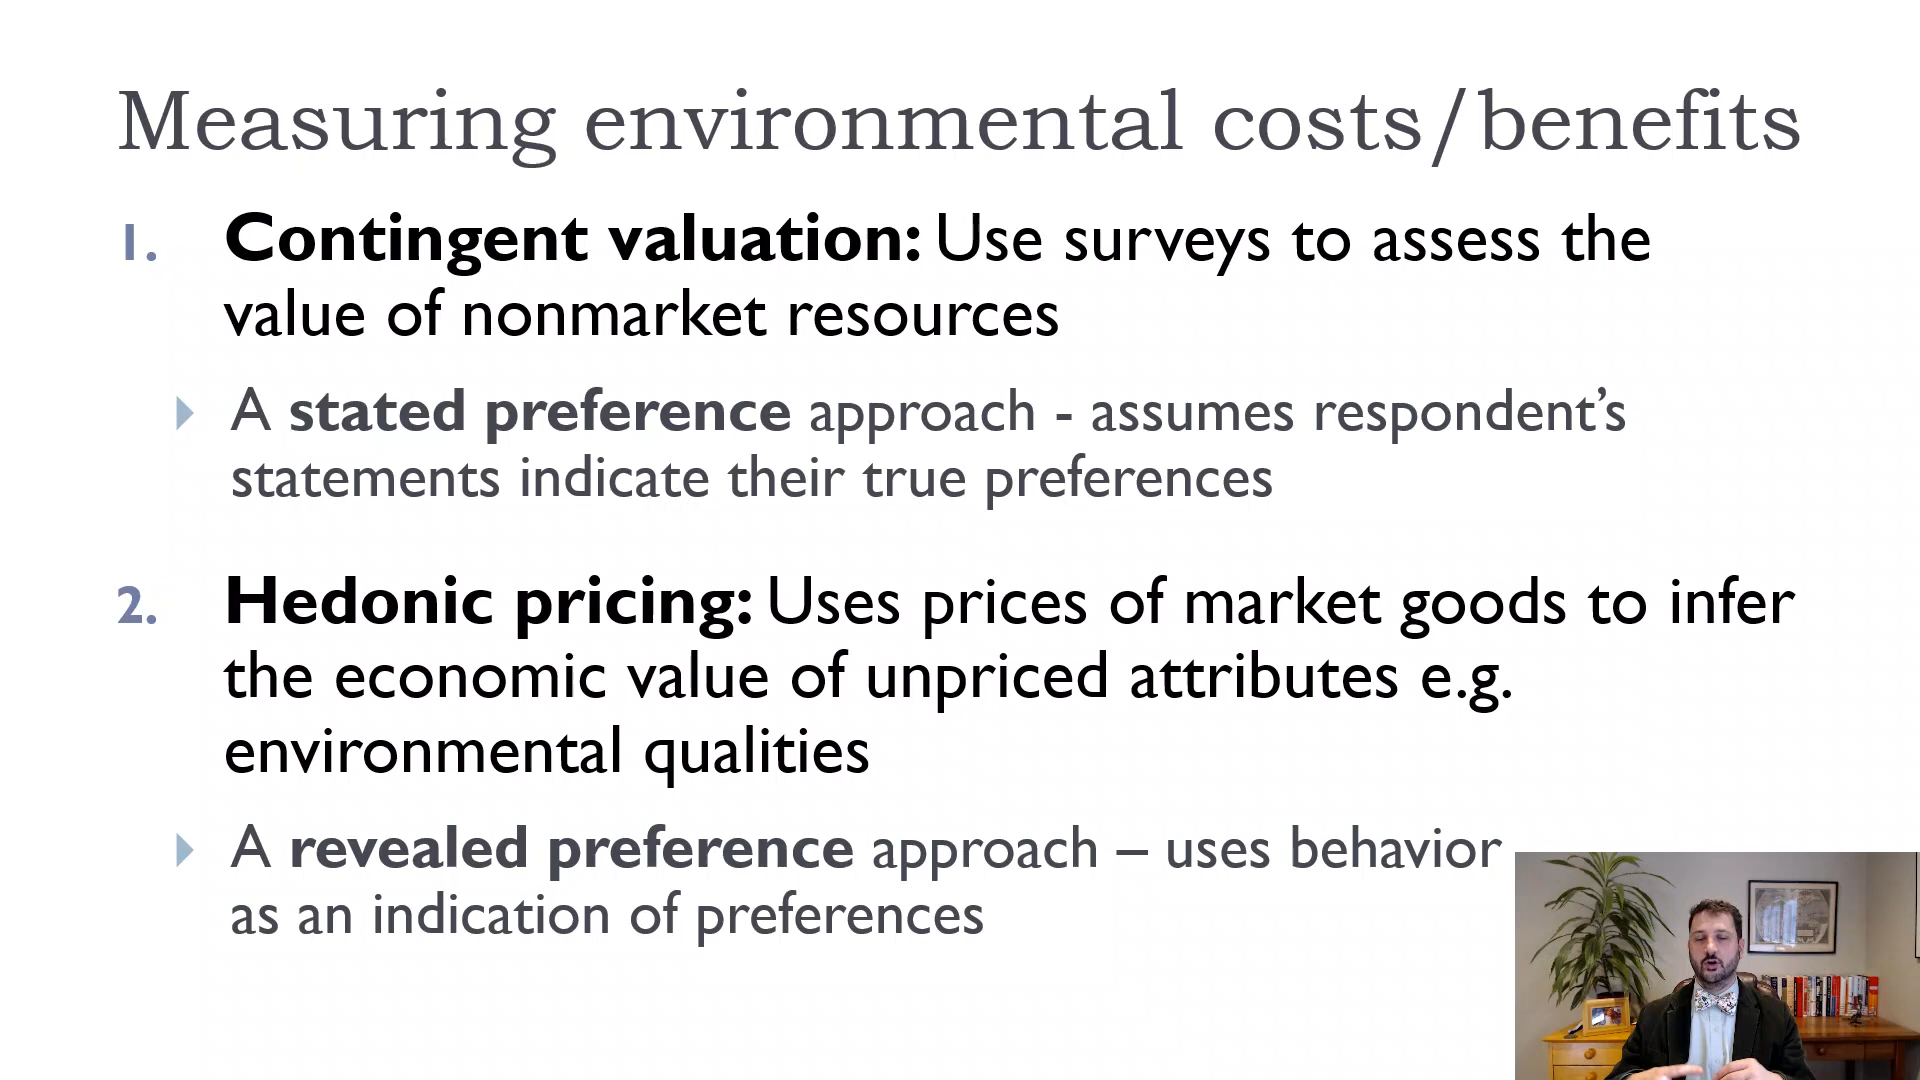 Measuring environmental costs/benefits
1. Contingent valuation: Use surveys to assess the
value of nonmarket resources
A stated preference approach - assumes respondent’s
statements indicate their true preferences
2. Hedonic pricing: Uses prices of market goods to infer
the economic value of unpriced attributes e.g.
environmental qualities
A revealed preference approach – uses behavior
as an indication of preferences